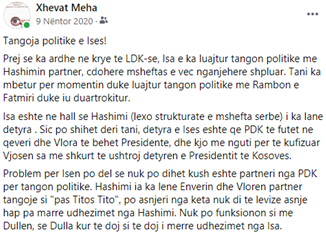 Xhevat Meha
9 Nëntor 2020 ·
Tangoja politike e Ises!
Prej se ka ardhe ne krye te LDK-se, Isa e ka luajtur tangon politike me
Hashimin partner, cdohere msheftas e vec nganjehere shpluar. Tani ka
mbetur per momentin duke luajtur tangon politike me Rambon e
Fatmiri duke iu duartrokitur.
Isa eshte ne hall se Hashimi (lexo strukturate e mshefta serbe) i ka lane
detyra . Sic po shihet deri tani, detyra e Ises eshte qe PDK te futet ne
qeveri dhe Vlora te behet Presidente, dhe kjo me nguti per te kufizuar
Vjosen sa me shkurt te ushtroj detyren e Presidentit te Kosoves.
Problem per Isen po del se nuk po dihet kush eshte partneri nga PDK
per tangon politike. Hashimi ia ka lane Enverin dhe Vloren partner
tangoje si "pas Titos Tito", po asnjeri nga keta nuk di te levize asnje
hap pa marre udhezimet nga Hashimi. Nuk po funksionon si me
Dullen, se Dulla kur te doj si te doj i merre udhezimet nga Isa.